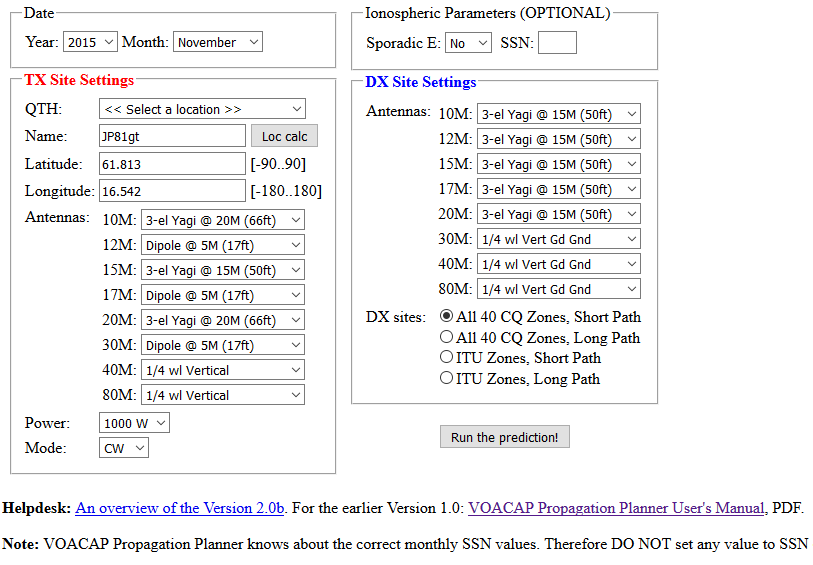 Date
Year: 2015 Month: November
TX Site Settings
QTH: << Select a location >>
Name: JP81gt Loc calc
Latitude: 61.813 [-90..90]
Longitude: 16.542 [-180..180]
Antennas: 10M: 3-el Yagi @ 20M (66ft)
12M: Dipole @ 5M (17ft)
15M: 3-el Yagi @ 15M (50ft)
17M: Dipole @ 5M (17ft)
20M: 3-el Yagi @ 20M (66ft)
30M: Dipole @ 5M (17ft)
40M: 1/4 wl Vertical
80M: 1/4 wl Vertical
Power: 1000 W
Mode: CW
Ionospheric Parameters (OPTIONAL)
Sporadic E: No SSN:
DX Site Settings
Antennas: 10M: 3-el Yagi @ 15M (50ft)
12M: 3-el Yagi @ 15M (50ft)
15M: 3-el Yagi @ 15M (50ft)
17M: 3-el Yagi @ 15M (50ft)
20M: 3-el Yagi @ 15M (50ft)
30M: 1/4 wl Vert Gd Gnd
40M: 1/4 wl Vert Gd Gnd
80M: 1/4 wl Vert Gd Gnd
DX sites: All 40 CQ Zones, Short Path
All 40 CQ Zones, Long Path
ITU Zones, Short Path
ITU Zones, Long Path
Run the prediction!
Helpdesk: An overview of the Version 2.0b. For the earlier Version 1.0: VOACAP Propagation Planner User's Manual, PDF.
Note: VOACAP Propagation Planner knows about the correct monthly SSN values. Therefore DO NOT set any value to SSN